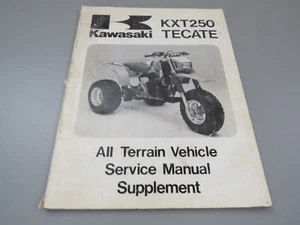 Kawasaki
KXT250
TECATE
All Terrain Vehicle
Service Manual
Supplement